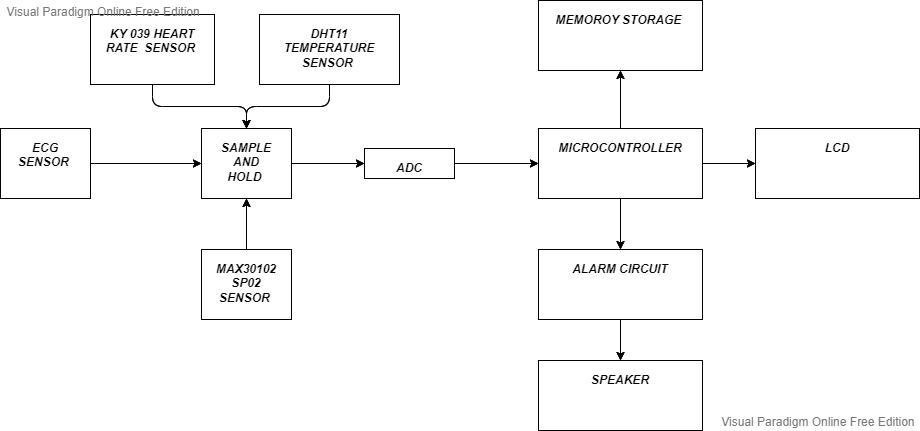 Visual Paradigm Online Free Edition
KY 039 HEART
RATE SENSOR
DHT11
TEMPERATURE
SENSOR
MEMOROY STORAGE
ECG
SENSOR
SAMPLE
AND
HOLD
ADC
MICROCONTROLLER
LCD
MAX30102
SP02
SENSOR
ALARM CIRCUIT
SPEAKER
Visual Paradigm Online Free Edition